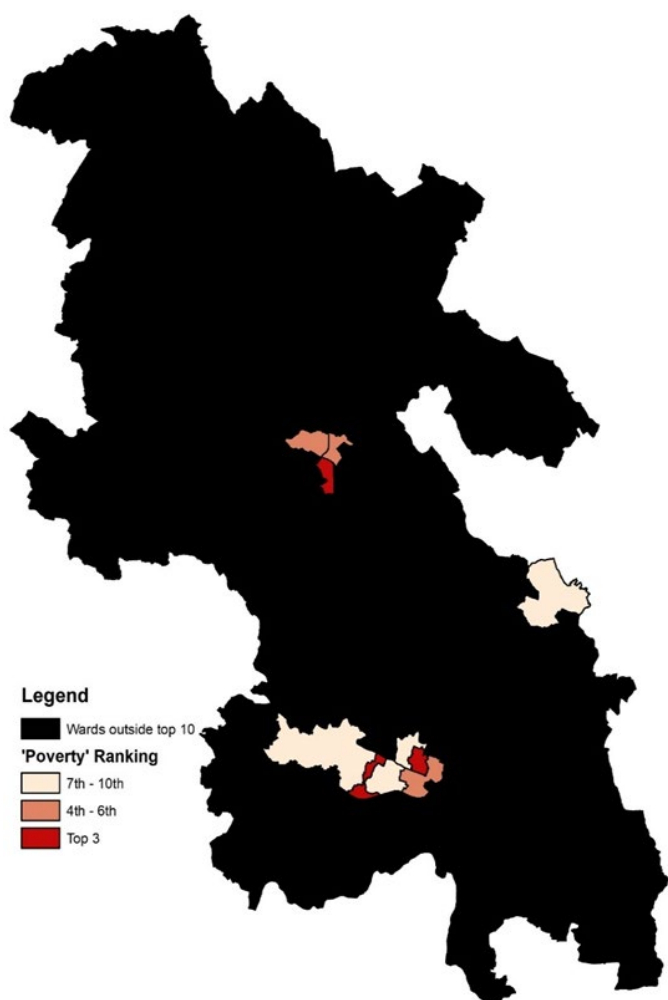 Legend
Wards outside top 10
'Poverty' Ranking
7th - 10th
4th - 6th
Top 3